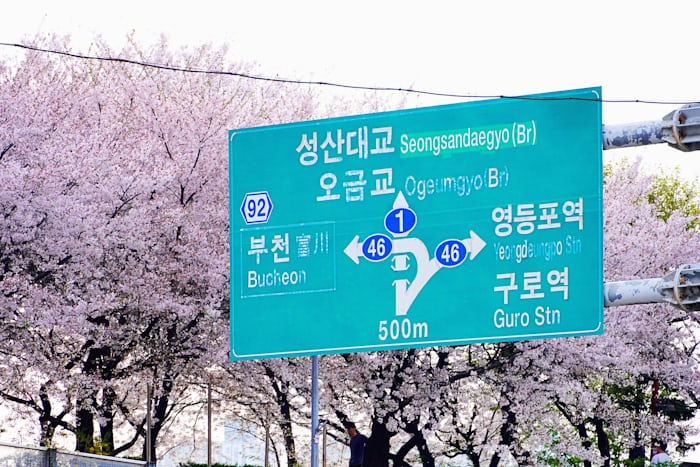 성산대교 Seongsandaegyo(Br)
오금교 Ogeumgyo(Br)
92
부천 富川
Bucheon
1
46
46
영등포역
Yeongdeungpo Stn
구로역
Guro Stn
500m